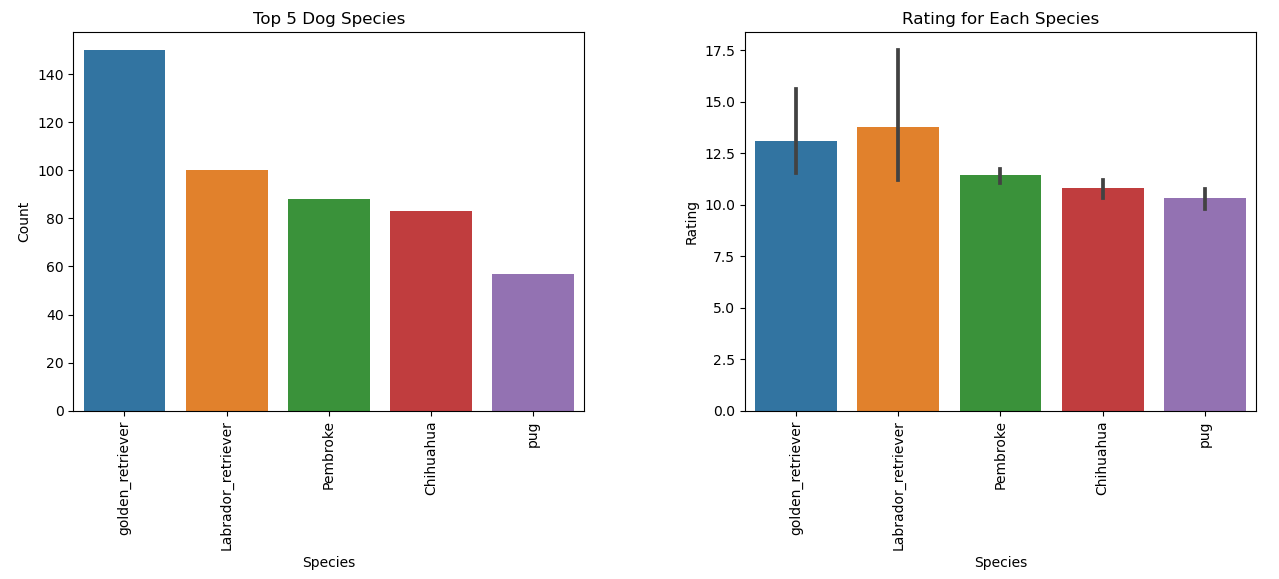 Top 5 Dog Species
140
120
100
80
60
40
20
0
Count
golden_retriever
Labrador_retriever
Pembroke
Chihuahua
pug
Species
Rating for Each Species
17.5
15.0
12.5
10.0
7.5
5.0
2.5
0.0
Rating
golden_retriever
Labrador_retriever
Pembroke
Chihuahua
pug
Species